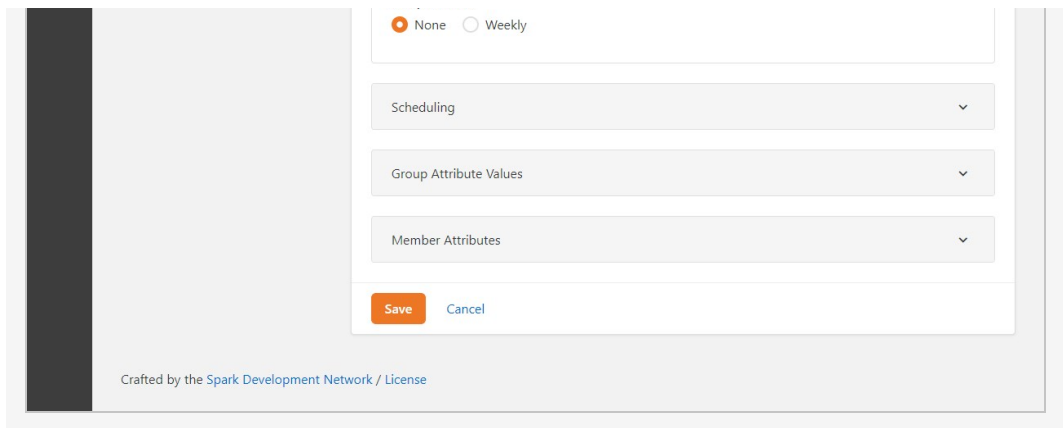 None Weekly
Scheduling
Group Attribute Values
Member Attributes
Save Cancel
Crafted by the Spark Development Network / License